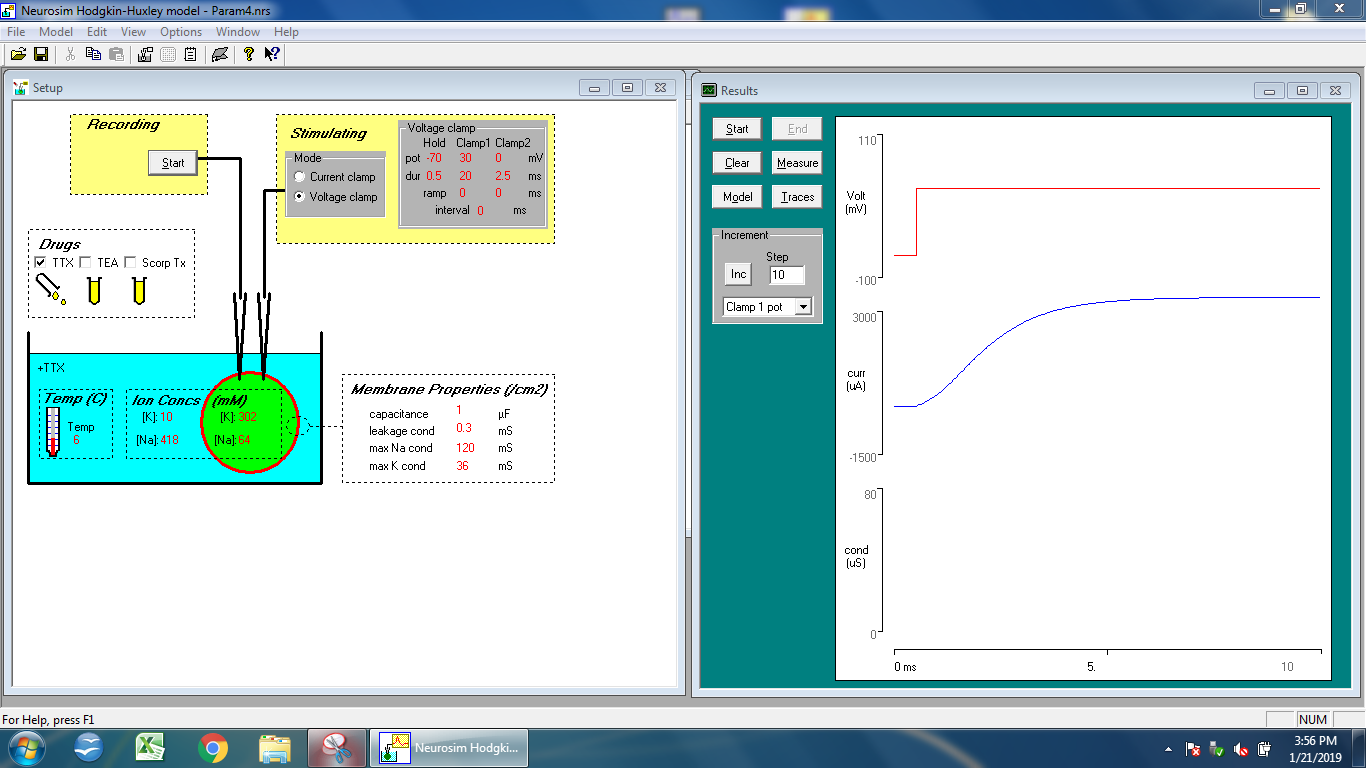 Neurosim Hodgkin-Huxley model - Param4.nrs
File Model Edit View Options Window Help
Setup
Recording
Start
Stimulating
Mode
Current clamp
Voltage clamp
Voltage clamp
Hold Clamp1 Clamp2
pot -70 30 0 mV
dur 0.5 20 2.5 ms
ramp 0 0 ms
interval 0 ms
Drugs
TTX TEA Scorp Tx
+TTX
Temp (C)
Temp
6
Ion Concs (mM)
[K]: 10 [K]: 302
[Na]: 418 [Na]: 64
Membrane Properties (/cm2)
capacitance 1 µF
leakage cond 0.3 mS
max Na cond 120 mS
max K cond 36 mS
Results
Start End
Clear Measure
Model Traces
Increment
Step
Inc 10
Clamp 1 pot
110
Volt
(mV)
-100
3000
curr
(uA)
-1500
80
cond
(uS)
0
0 ms 5. 10
For Help, press F1
NUM
Neurosim Hodgki...
3:56 PM
1/21/2019